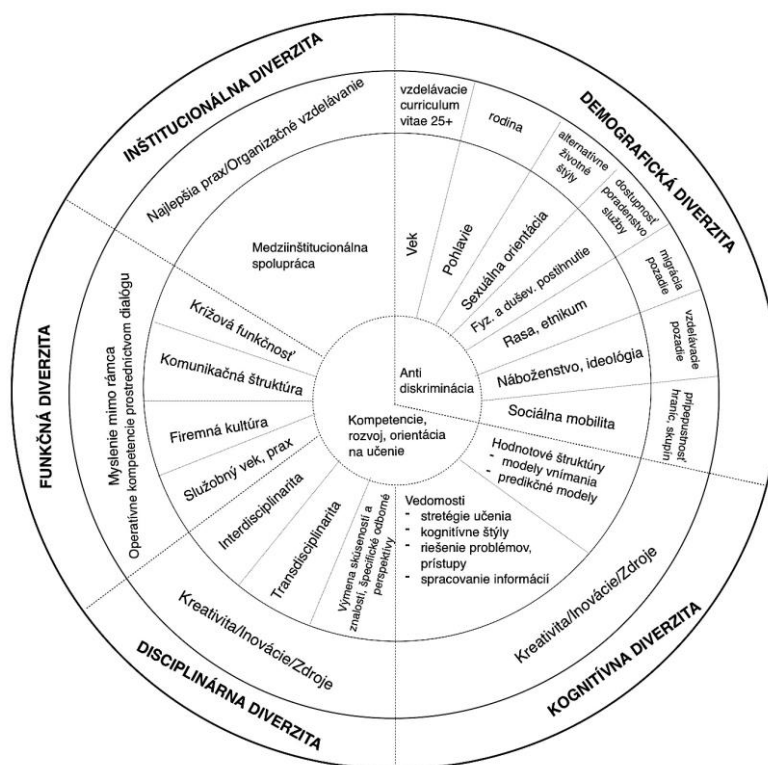 INŠTITUCIONÁLNA DIVERZITA
Najlepšia prax/Organizačné vzdelávanie
Medziinštitucionálna
spolupráca
DEMOGRAFICKÁ DIVERZITA
vzdelávacie
curriculum
vitae 25+
rodina
alternatívne
životné
štýly
dostupnosť
poradenstvo
služby
migrácia
pozadie
vzdelávacie
pozadie
pripepustnosť
hraníc, skupín
Vek
Pohlavie
Sexuálna orientácia
Fyz. a dušev. postihnutie
Rasa, etnikum
Náboženstvo, ideológia
Sociálna mobilita
Anti
diskriminácia
Kompetencie,
rozvoj, orientácia
na učenie
FUNKČNÁ DIVERZITA
Myslenie mimo rámca
Operatívne kompetencie prostredníctvom dialógu
Krížová funkčnosť
Komunikačná štruktúra
Firemná kultúra
Služobný vek, prax
DISCIPLINÁRNA DIVERZITA
Kreativita/Inovácie/Zdroje
Interdisciplinarita
Transdisciplinarita
Výmena skúseností a
znalostí, špecifické odborné
perspektívy
KOGNITÍVNA DIVERZITA
Kreativita/Inovácie/Zdroje
Hodnotové štruktúry
- modely vnímania
- predikčné modely
Vedomosti
- stretégie učenia
- kognitívne štýly
- riešenie problémov,
prístupy
- spracovanie informácií